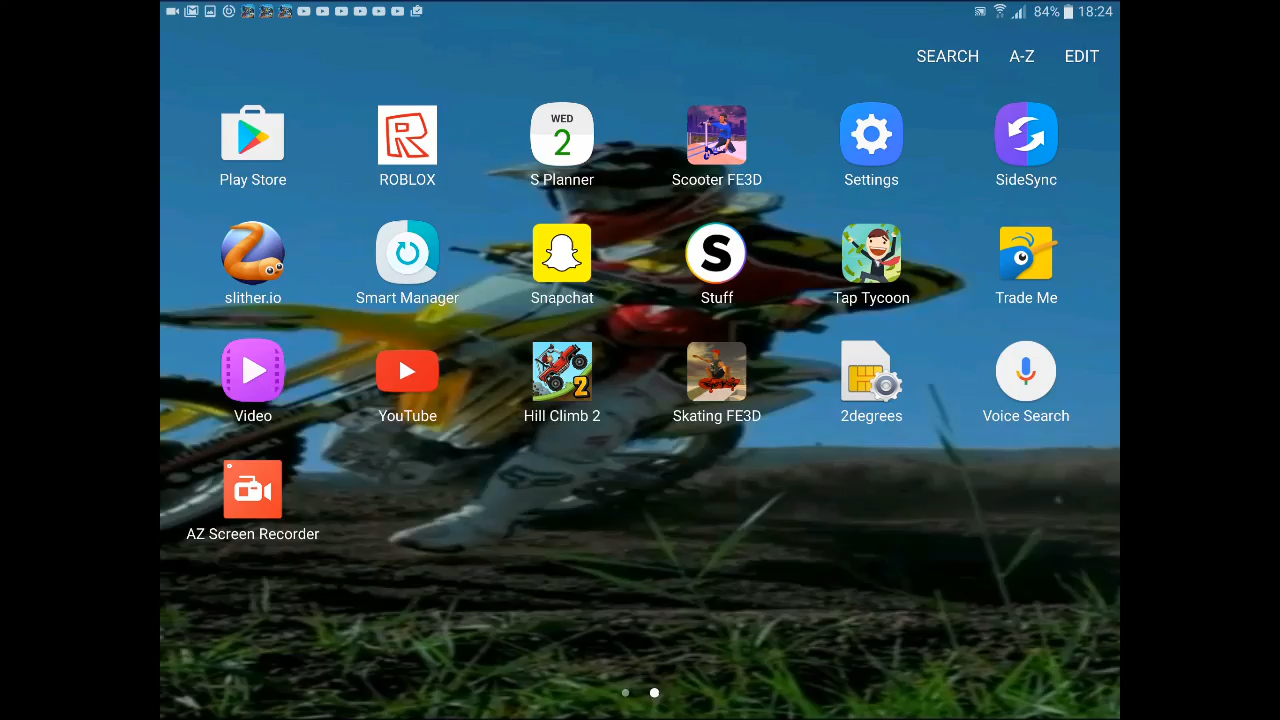 84% 18:24
SEARCH A-Z EDIT
WED
2
Play Store ROBLOX S Planner Scooter FE3D Settings SideSync
S
slither.io Smart Manager Snapchat Stuff Tap Tycoon Trade Me
2
Video YouTube Hill Climb 2 Skating FE3D 2degrees Voice Search
AZ Screen Recorder